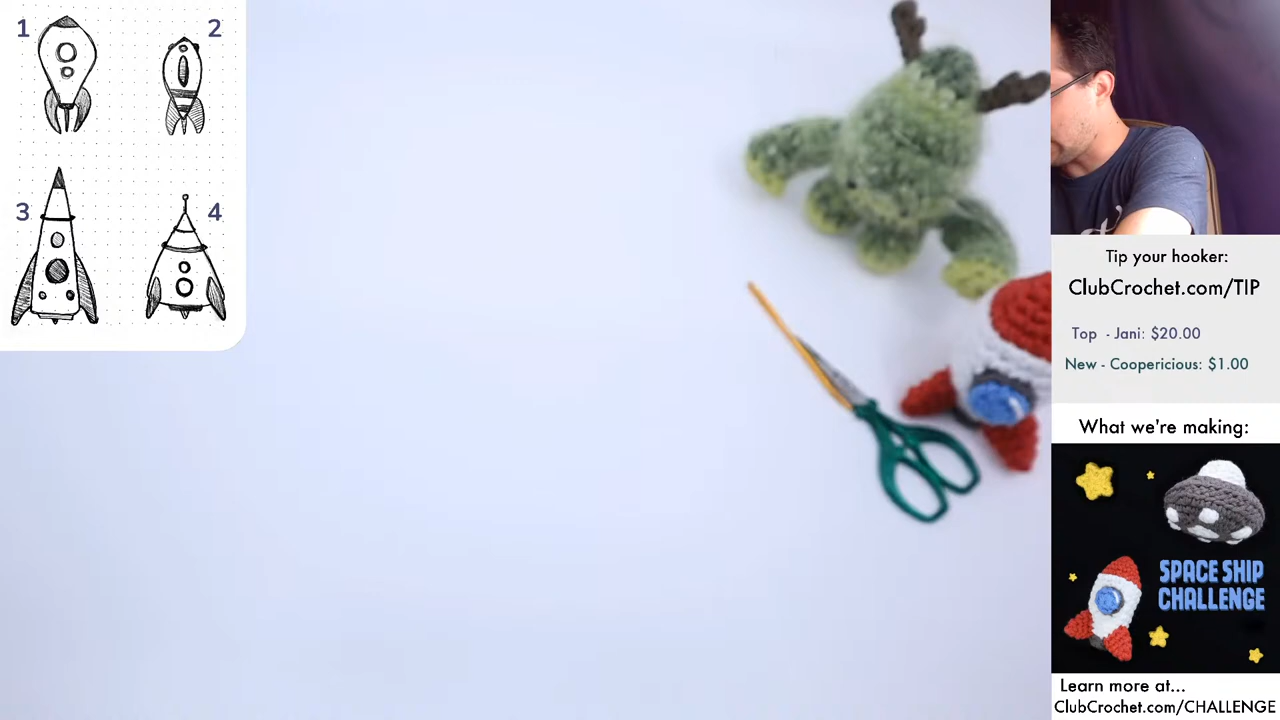 1
2
3
4
Tip your hooker:
ClubCrochet.com/TIP
Top - Jani: $20.00
New - Coopericious: $1.00
What we're making:
SPACE SHIP
CHALLENGE
Learn more at...
ClubCrochet.com/CHALLENGE